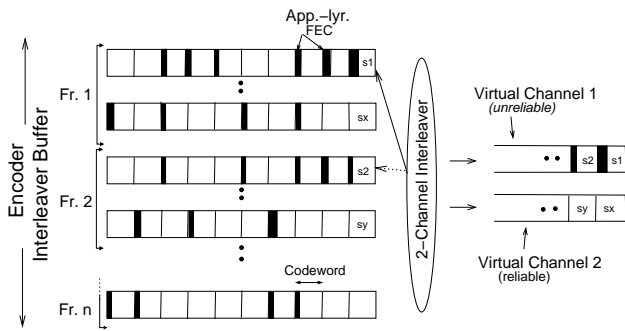 App.-lyr.
FEC
s1
Fr. 1
sx
Encoder
Interleaver Buffer
s2
Fr. 2
sy
Codeword
Fr. n
2-Channel Interleaver
Virtual Channel 1
(unreliable)
s2 s1
sy sx
Virtual Channel 2
(reliable)